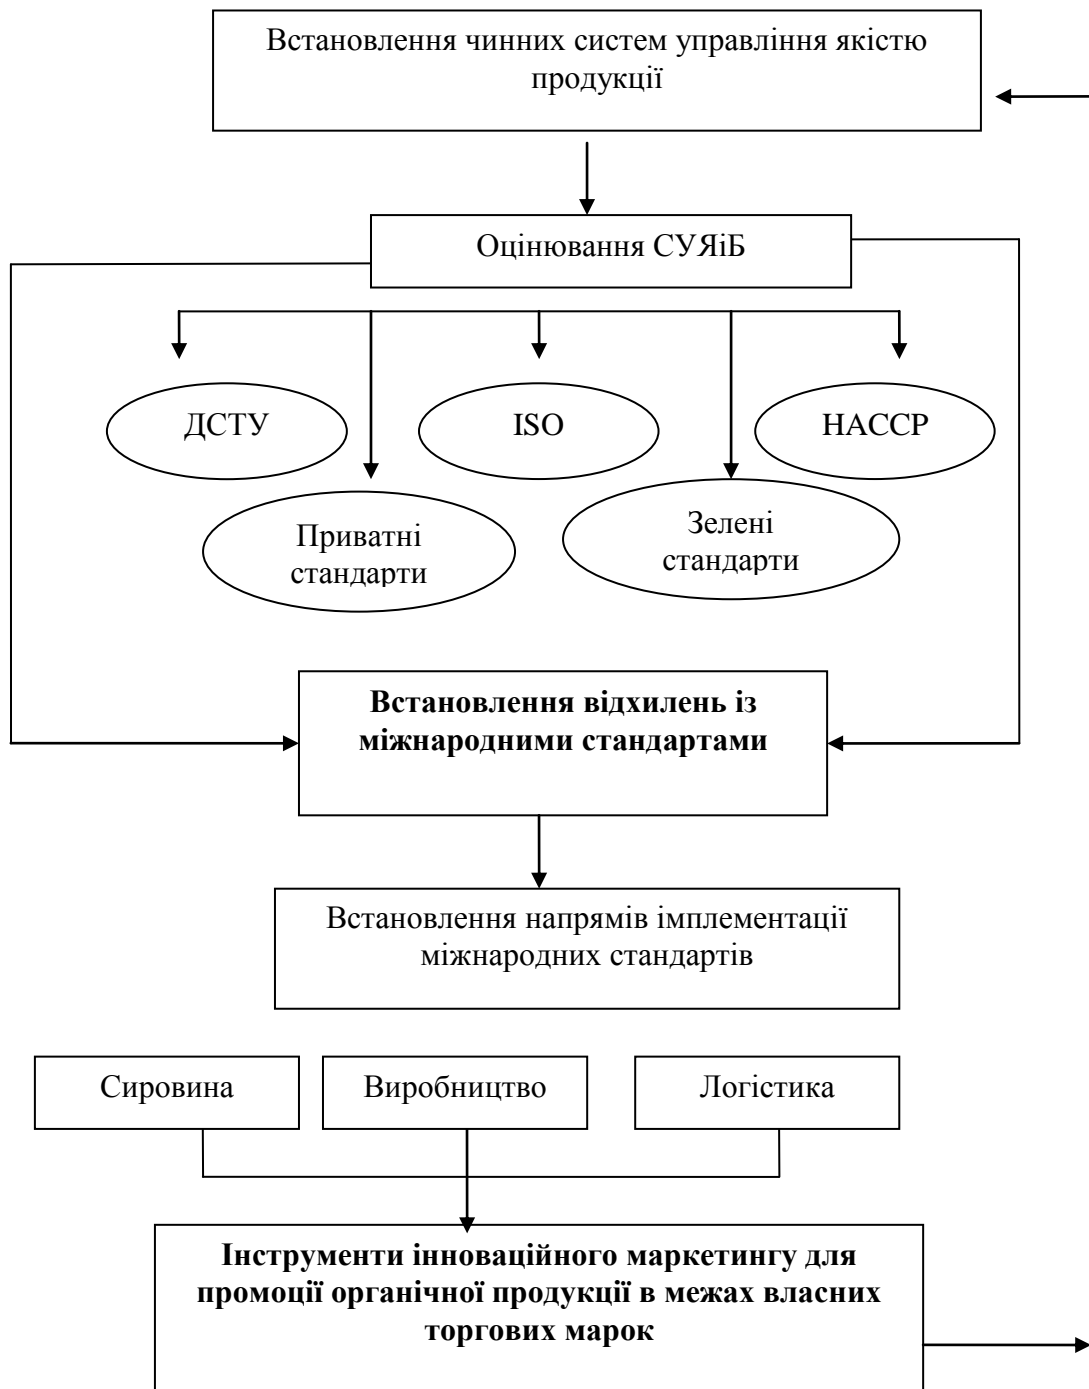 Встановлення чинних систем управління якістю
продукції
Оцінювання СУЯіБ
ДСТУ
ISO
НАССР
Приватні
стандарти
Зелені
стандарти
Встановлення відхилень із
міжнародними стандартами
Встановлення напрямів імплементації
міжнародних стандартів
Сировина
Виробництво
Логістика
Інструменти інноваційного маркетингу для
промоції органічної продукції в межах власних
торгових марок